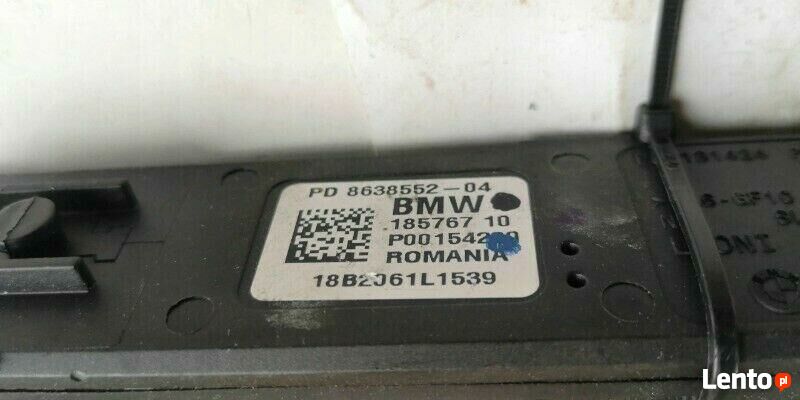 PD 8638552-04
BMW
185767 10
ROMANIA
18B2061L1539
Lento.pl